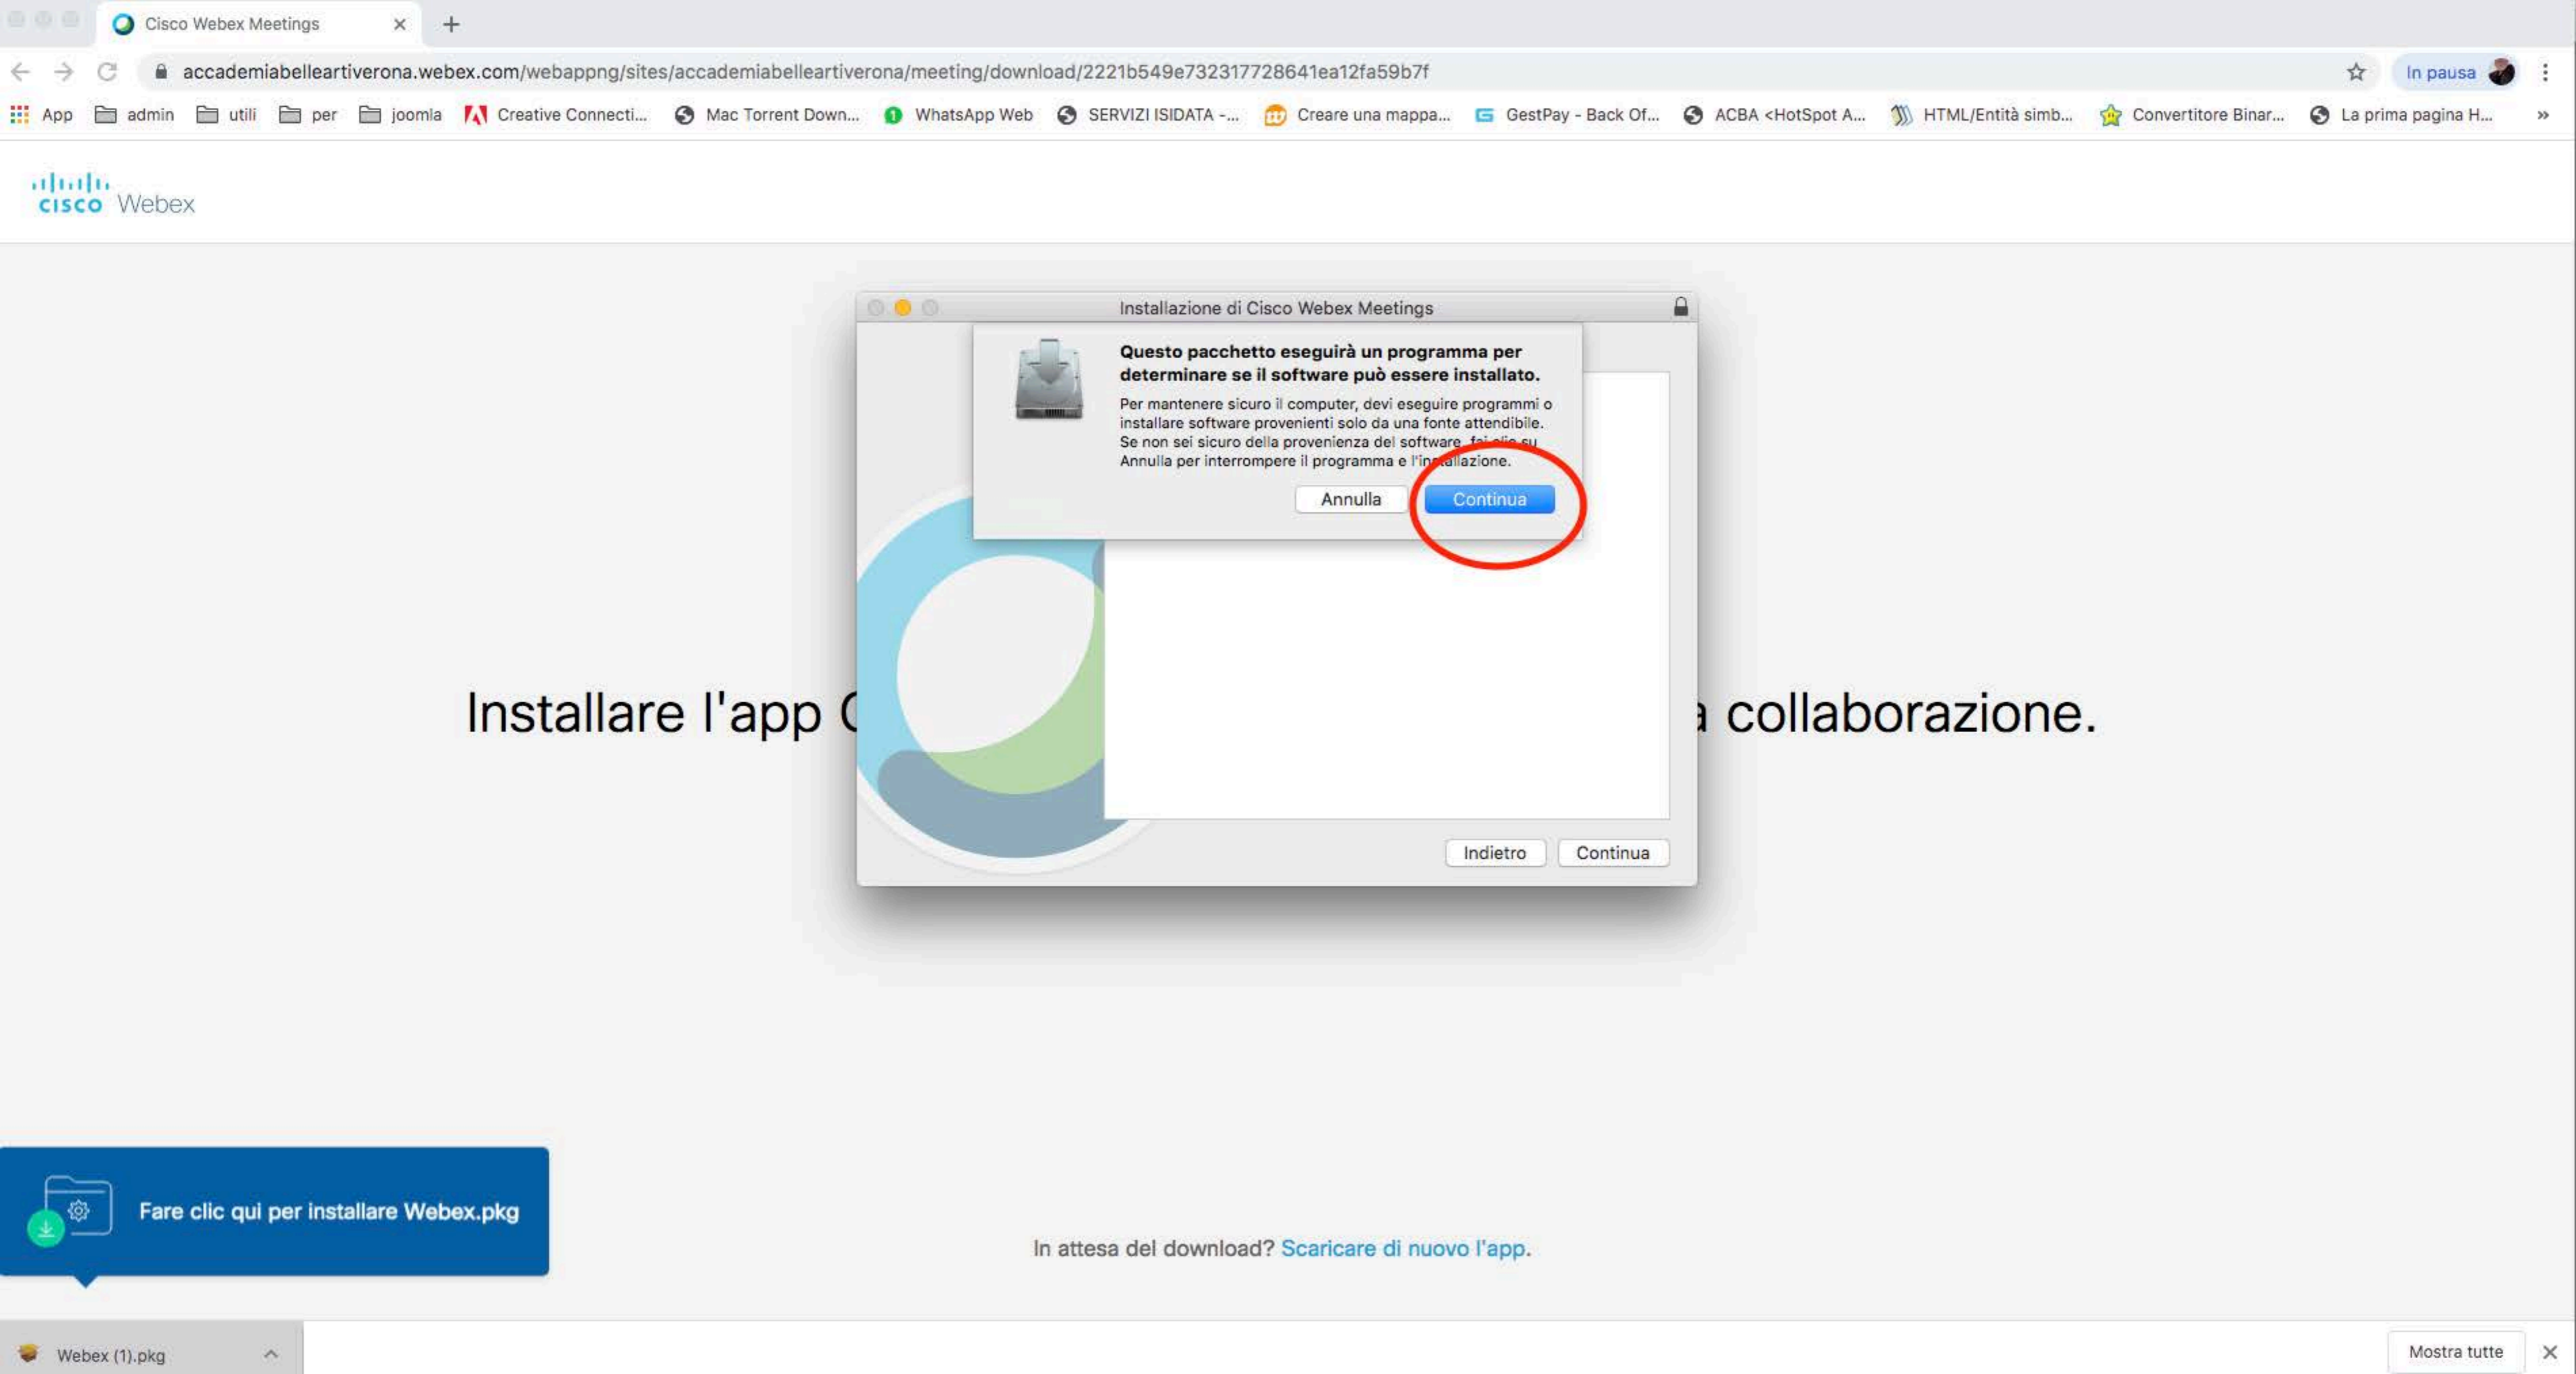 Cisco Webex Meetings
accademiabelleartiverona.webex.com/webappng/sites/accademiabelleartiverona/meeting/download/2221b549e732317728641ea12fa59b7f
In pausa
App admin utili per joomla Creative Connecti... Mac Torrent Down... 1 WhatsApp Web SERVIZI ISIDATA -... Creare una mappa... GestPay - Back Of... ACBA <HotSpot A... HTML/Entità simb... Convertitore Binar... La prima pagina H... »
CISCO Webex
Installazione di Cisco Webex Meetings
Questo pacchetto eseguirà un programma per
determinare se il software può essere installato.
Per mantenere sicuro il computer, devi eseguire programmi o
installare software provenienti solo da una fonte attendibile.
Se non sei sicuro della provenienza del software, fai clic su
Annulla per interrompere il programma e l'installazione.
Annulla Continua
Installare l'app C a collaborazione.
Indietro Continua
Fare clic qui per installare Webex.pkg
In attesa del download? Scaricare di nuovo l'app.
Webex (1).pkg
Mostra tutte